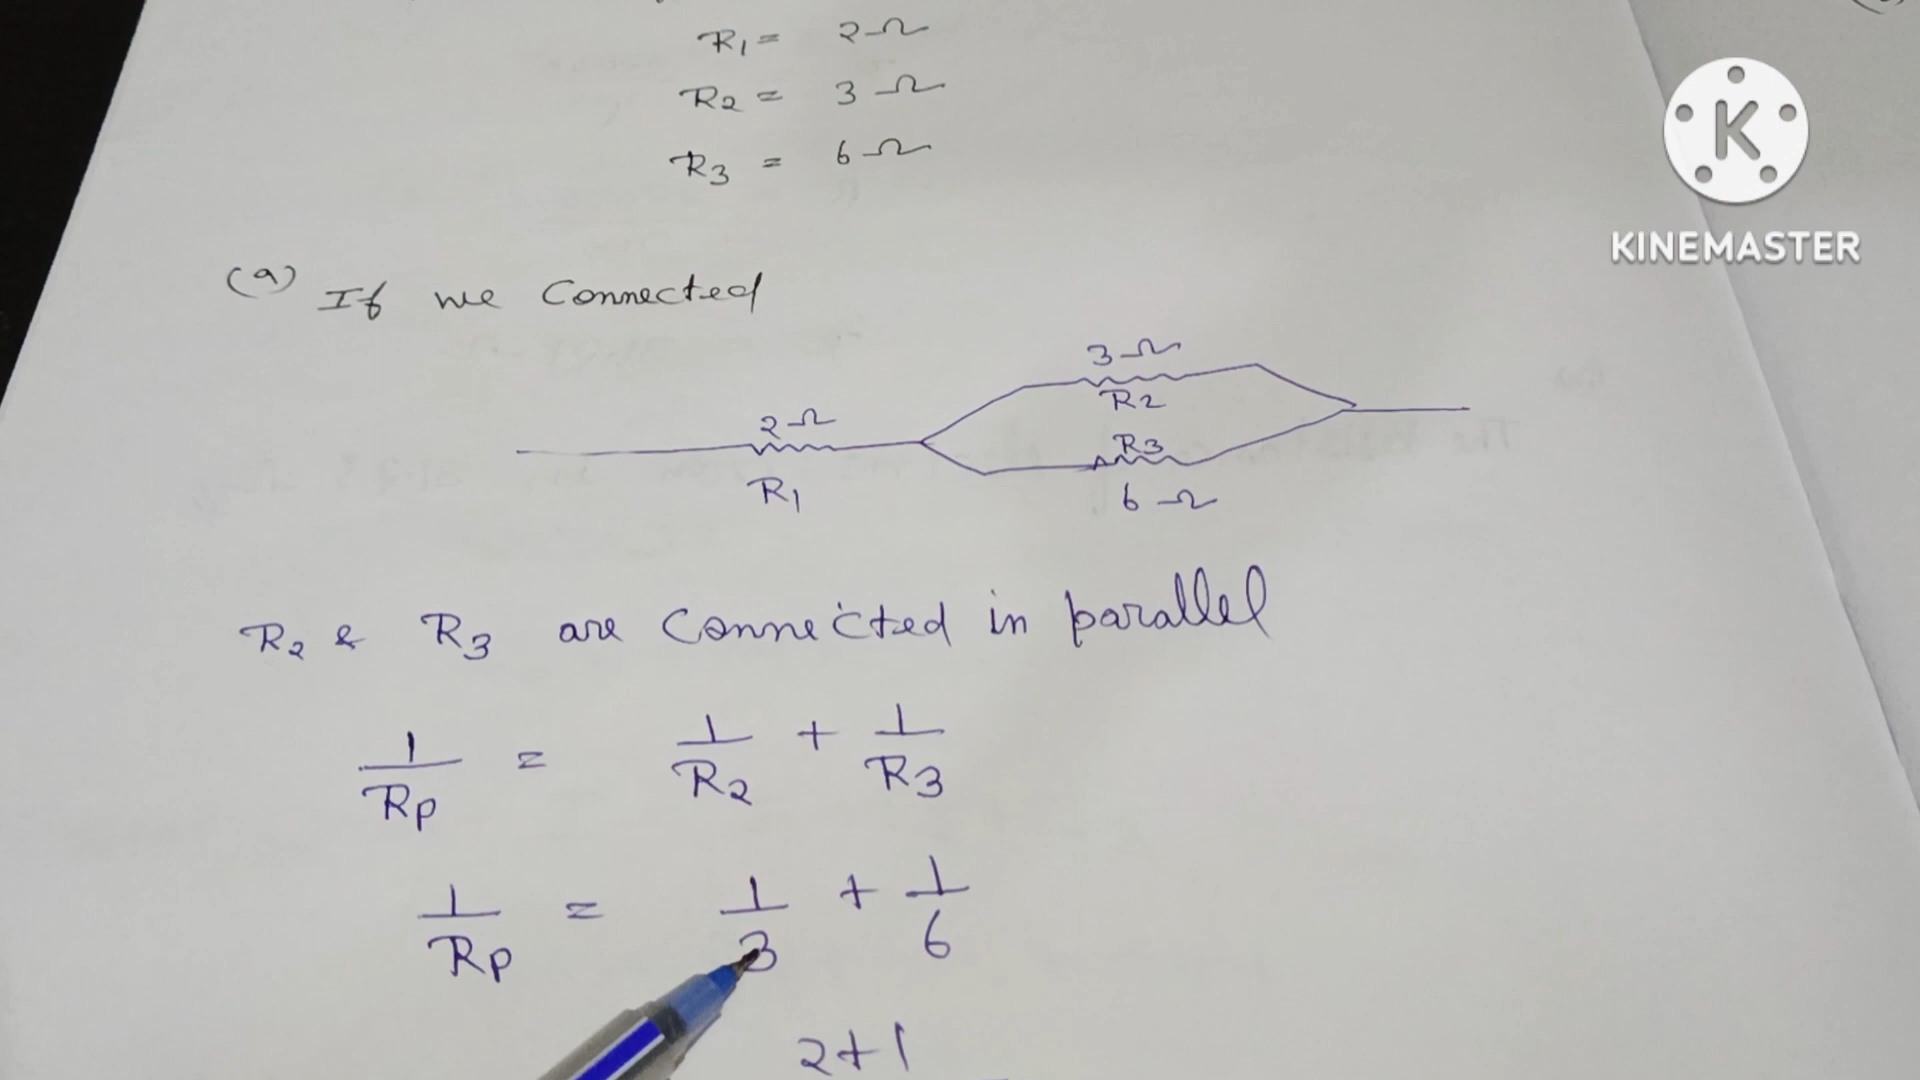 R1 = 2Ω
R2 = 3Ω
R3 = 6Ω
K
KINEMASTER
(a) If we Connected
3Ω
R2
2Ω
R1
R3
6Ω
R2 & R3 are Connected in parallel
1/Rp = 1/R2 + 1/R3
1/Rp = 1/3 + 1/6
2+1